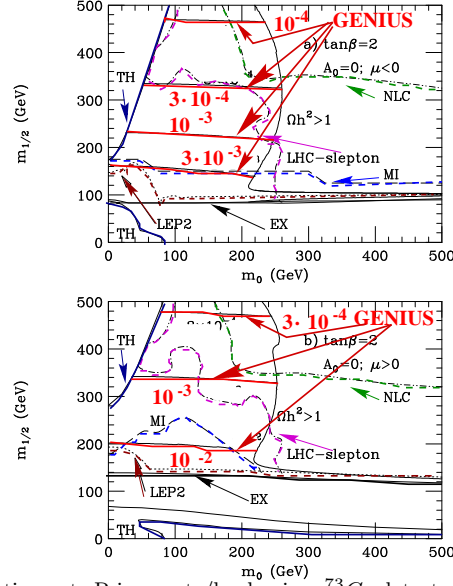 500
400
300
200
100
0
m1/2 (GeV)
10-4
GENIUS
a) tanβ=2
A0=0; μ<0
TH
NLC
3·10-4
10-3
Ωh2>1
LHC-slepton
3·10-3
MI
LEP2
EX
TH
0 100 200 300 400 500
m0 (GeV)
500
400
300
200
100
0
m1/2 (GeV)
3·10-4 GENIUS
b) tanβ=2
A0=0; μ>0
TH
NLC
10-3
Ωh2>1
MI
LHC-slepton
10-2
LEP2
EX
TH
0 100 200 300 400 500
m0 (GeV)